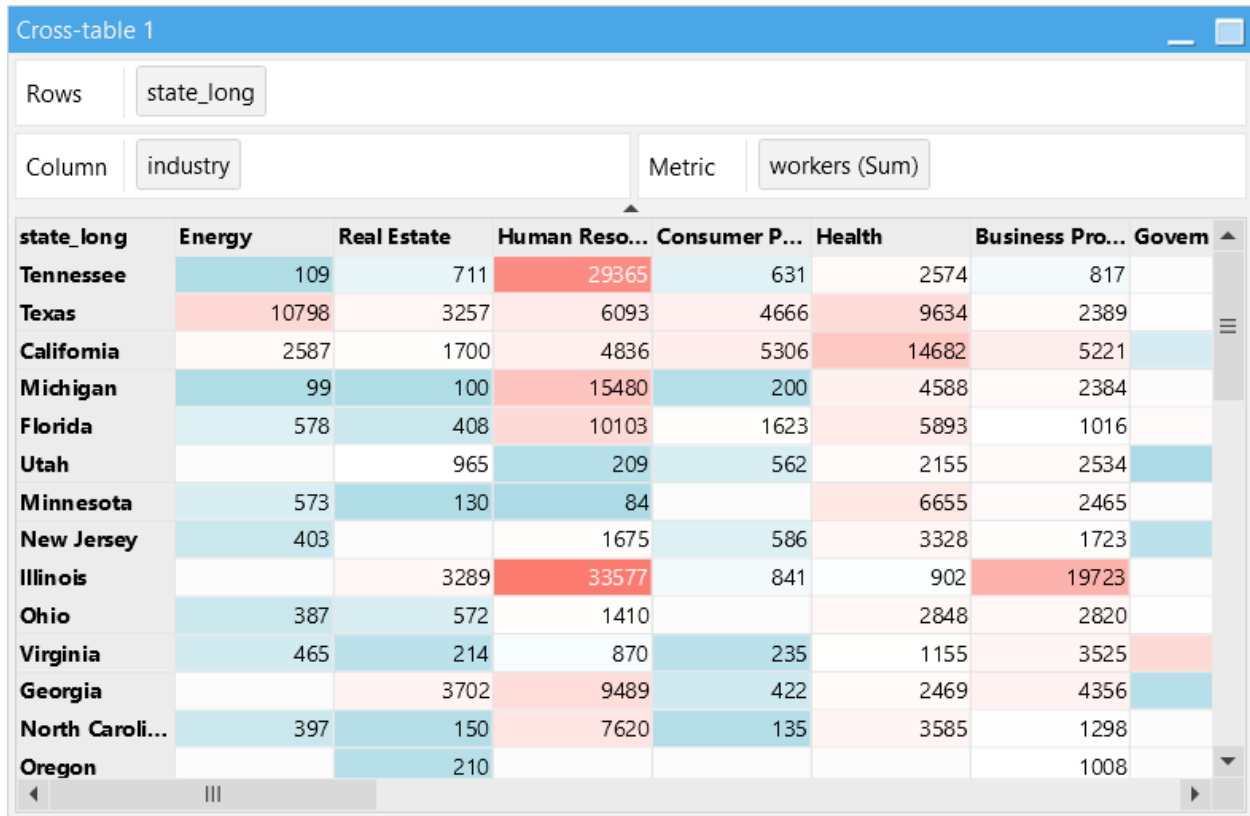 Cross-table 1
Rows state_long
Column industry Metric workers (Sum)
state_long Energy Real Estate Human Reso... Consumer P... Health Business Pro... Govern
Tennessee 109 711 29365 631 2574 817
Texas 10798 3257 6093 4666 9634 2389
California 2587 1700 4836 5306 14682 5221
Michigan 99 100 15480 200 4588 2384
Florida 578 408 10103 1623 5893 1016
Utah 965 209 562 2155 2534
Minnesota 573 130 84 6655 2465
New Jersey 403 1675 586 3328 1723
Illinois 3289 33577 841 902 19723
Ohio 387 572 1410 2848 2820
Virginia 465 214 870 235 1155 3525
Georgia 3702 9489 422 2469 4356
North Caroli... 397 150 7620 135 3585 1298
Oregon 210 1008